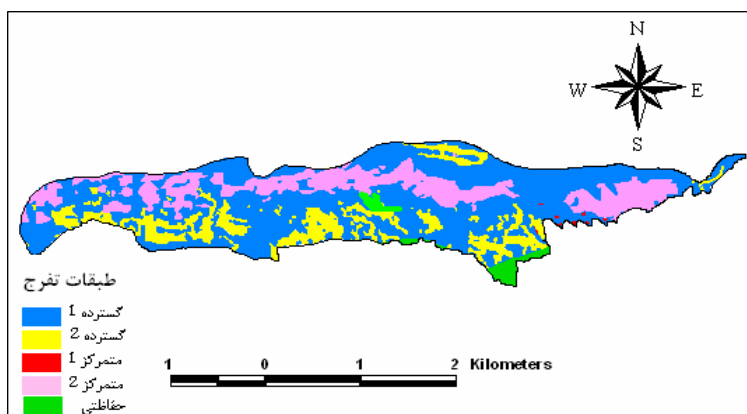 N
W E
S
طبقات تفرج
گسترده 1
گسترده 2
متمرکز 1
متمرکز 2
حفاظتی
1 0 1 2 Kilometers